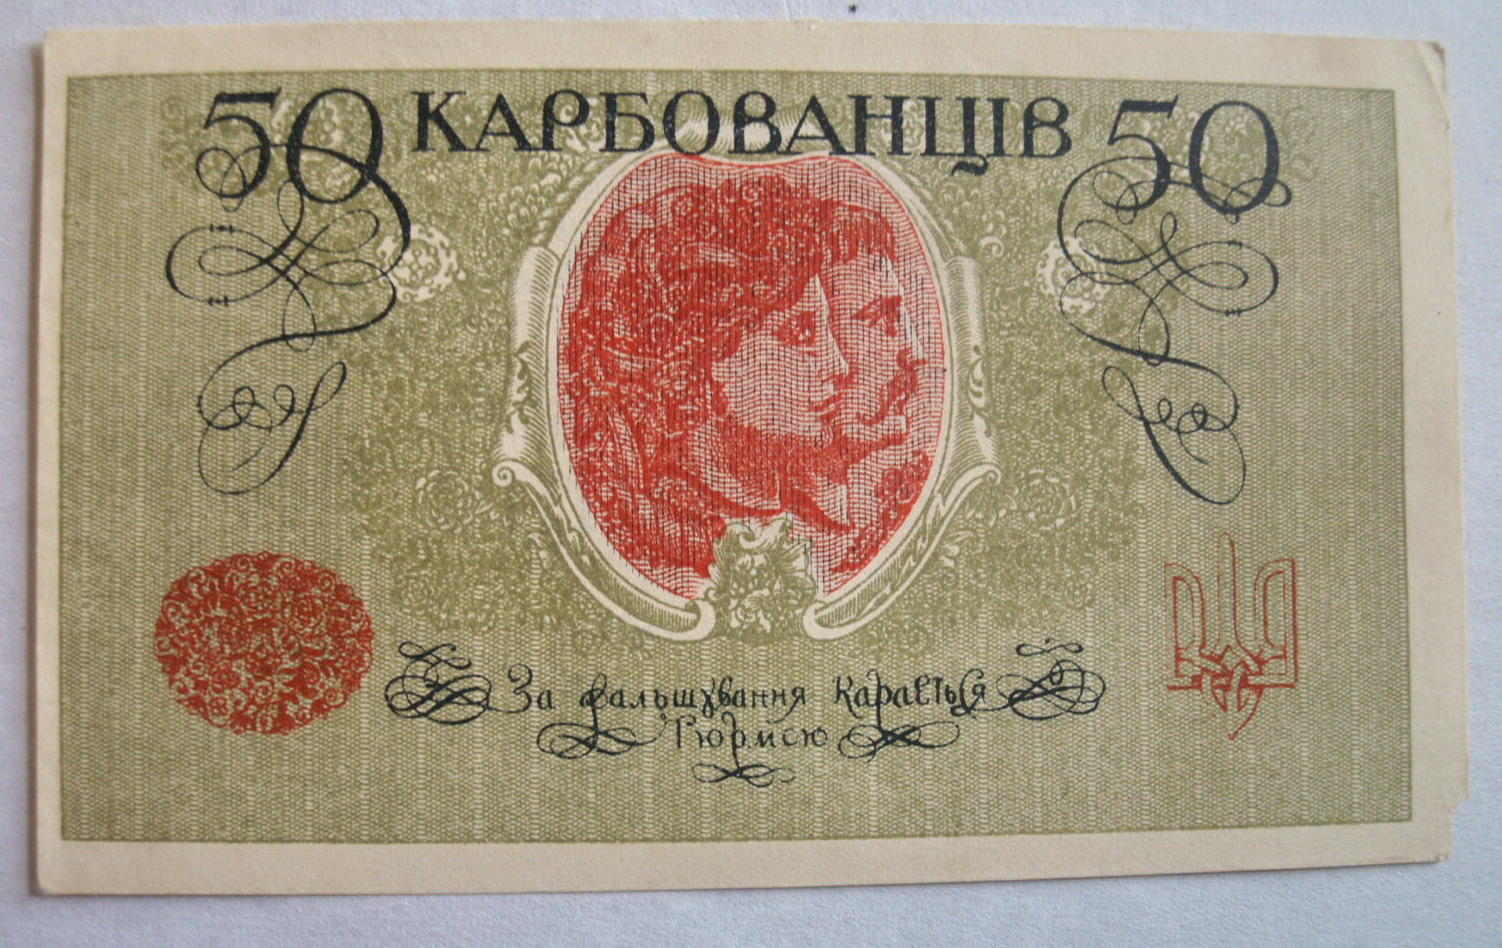 50 КАРБОВАНЦІВ 50
За фальшування карається
тюрмою